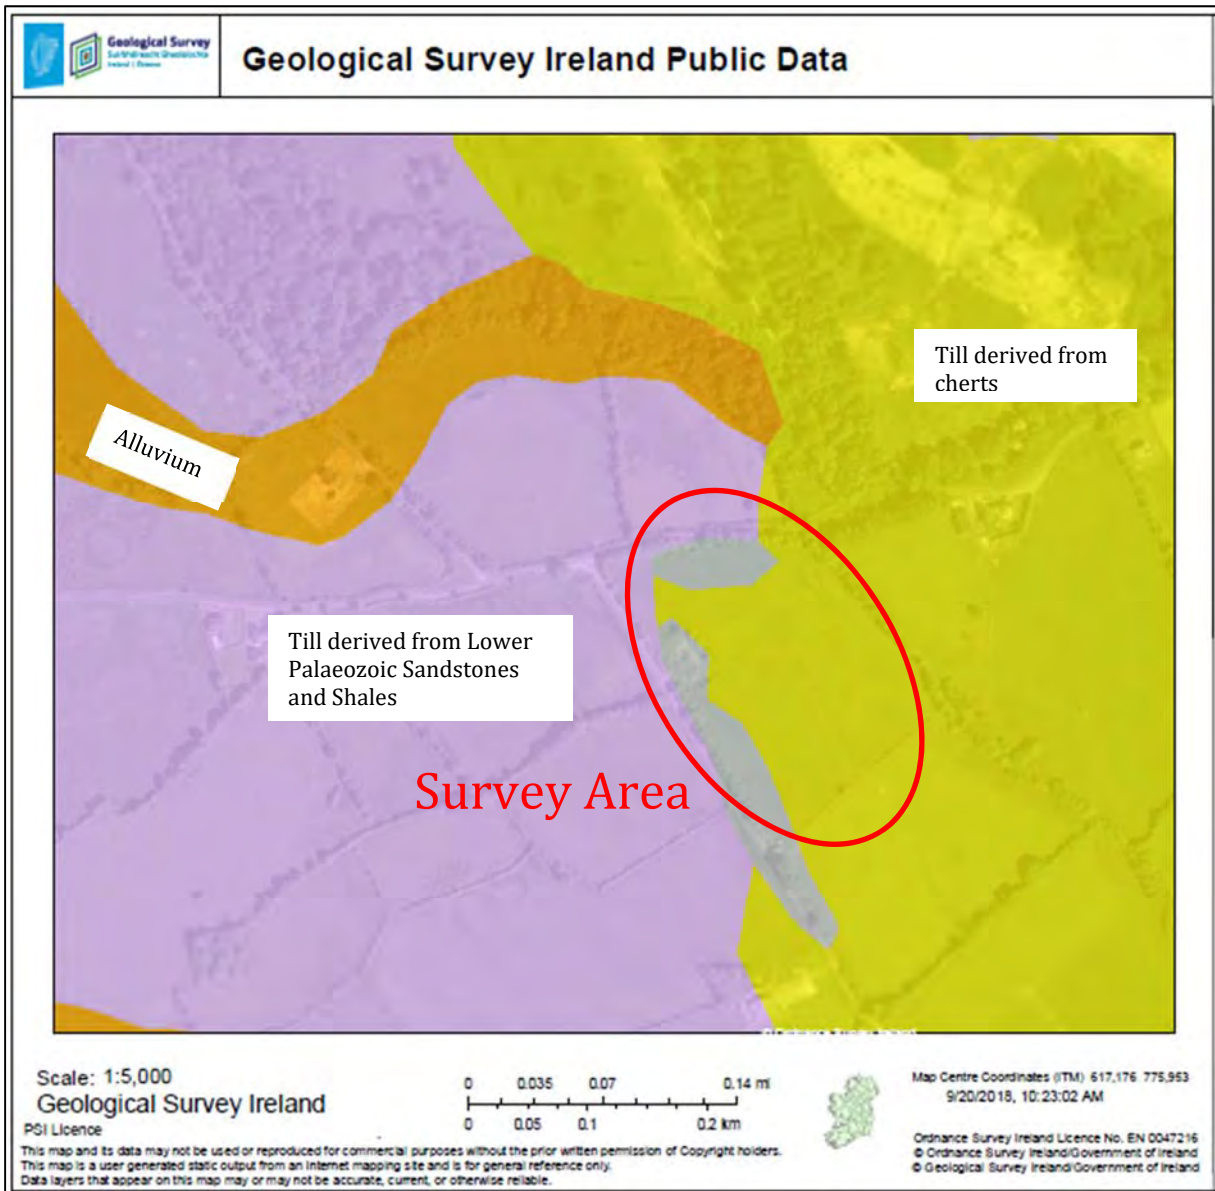 Geological Survey
Suirbhéireacht Gheolaíochta
Ireland | Éireann
Geological Survey Ireland Public Data
Till derived from
cherts
Alluvium
Till derived from Lower
Palaeozoic Sandstones
and Shales
Survey Area
© Ordnance Survey Ireland
Scale: 1:5,000
Geological Survey Ireland
PSI Licence
0 0.035 0.07 0.14 mi
0 0.05 0.1 0.2 km
Map Centre Coordinates (ITM) 617,176 775,953
9/20/2018, 10:23:02 AM
This map and its data may not be used or reproduced for commercial purposes without the prior written permission of Copyright holders.
This map is a user generated static output from an Internet mapping site and is for general reference only.
Data layers that appear on this map may or may not be accurate, current, or otherwise reliable.
Ordnance Survey Ireland Licence No. EN 0047216
© Ordnance Survey Ireland/Government of Ireland
© Geological Survey Ireland/Government of Ireland